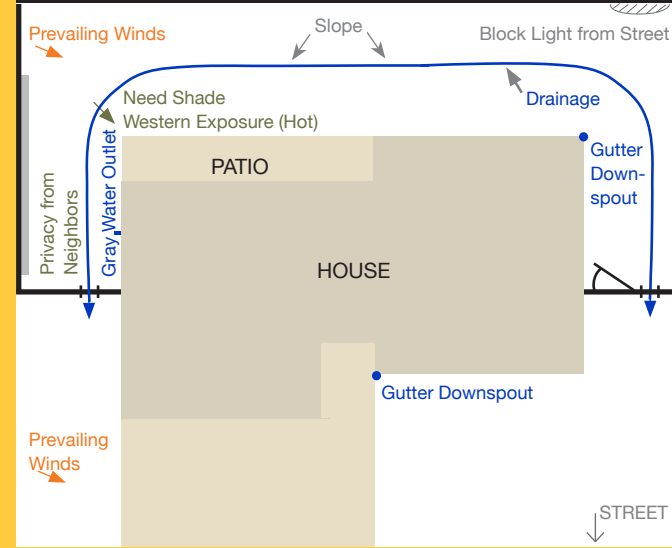 Slope
Prevailing Winds
Block Light from Street
Need Shade
Western Exposure (Hot)
Drainage
PATIO
Gutter
Down-
spout
Privacy from
Neighbors
Gray Water Outlet
HOUSE
Gutter Downspout
Prevailing
Winds
STREET